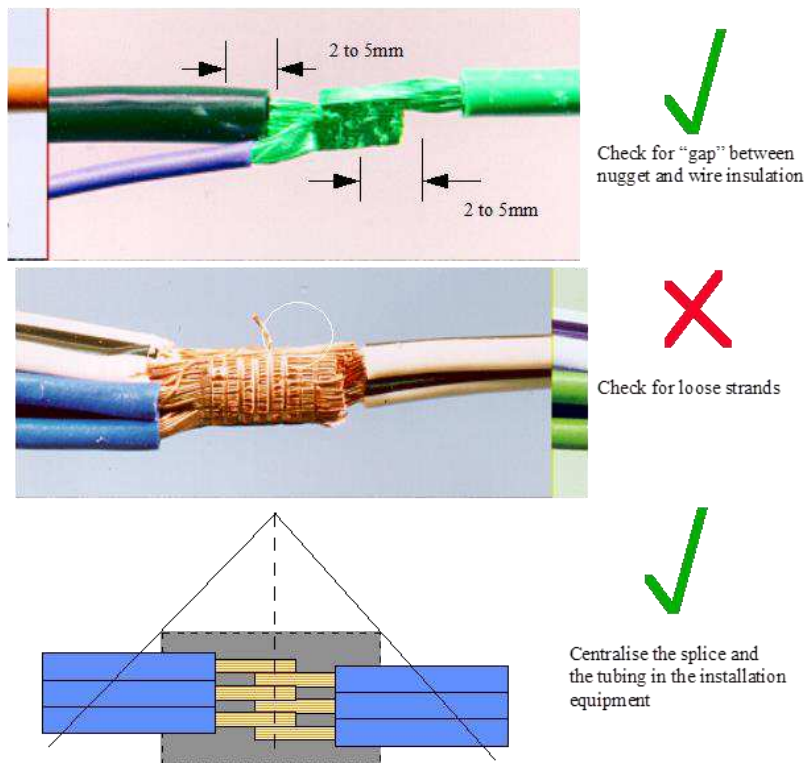 2 to 5mm
Check for “gap” between
nugget and wire insulation
2 to 5mm
Check for loose strands
Centralise the splice and
the tubing in the installation
equipment